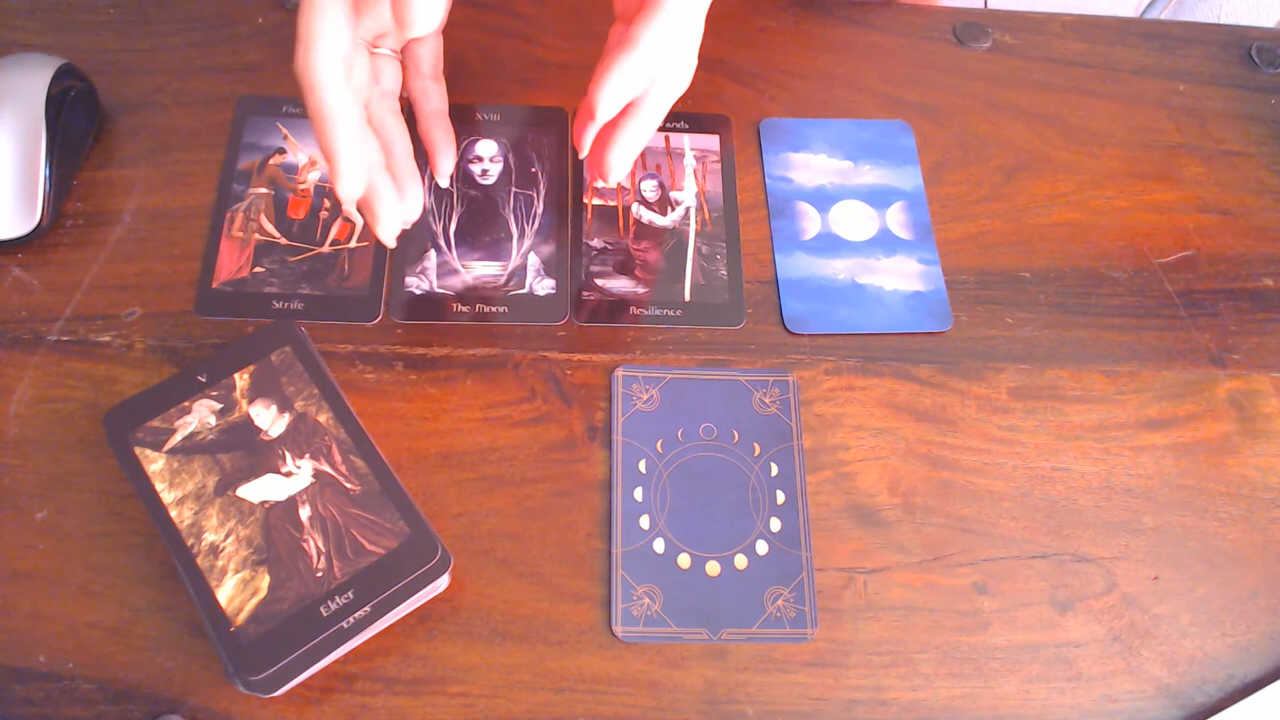 Five
XVIII
ands
Strife
The Moon
Resilience
V
Elder